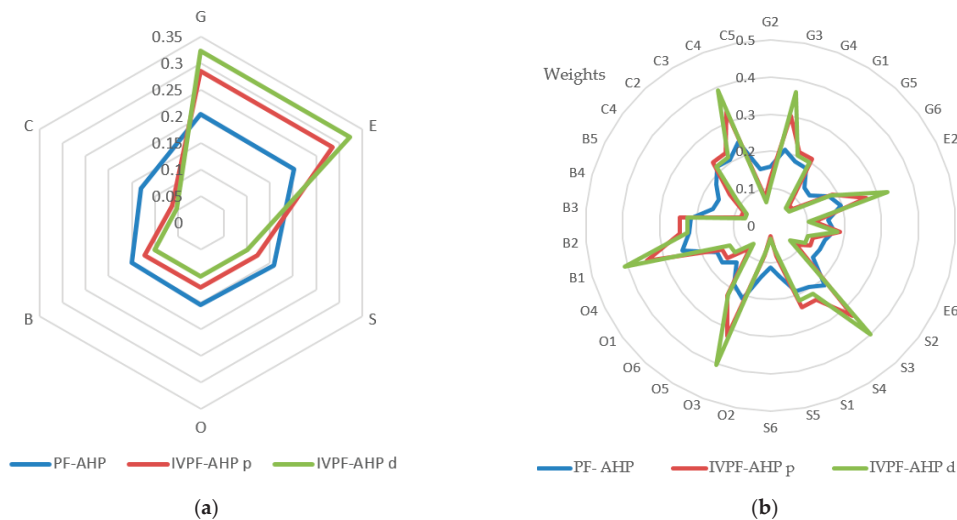 G
0.35
0.3
0.25
0.2
0.15
0.1
0.05
0
C
E
B
S
O
PF-AHP
IVPF-AHP p
IVPF-AHP d
(a)
Weights
0.5
0.4
0.3
0.2
0.1
0
G2
G3
G4
G1
G5
G6
E2
E6
S2
S3
S4
S1
S5
S6
O2
O3
O5
O6
O1
O4
B1
B2
B3
B4
B5
C4
C2
C3
C4
C5
PF- AHP
IVPF-AHP p
IVPF-AHP d
(b)